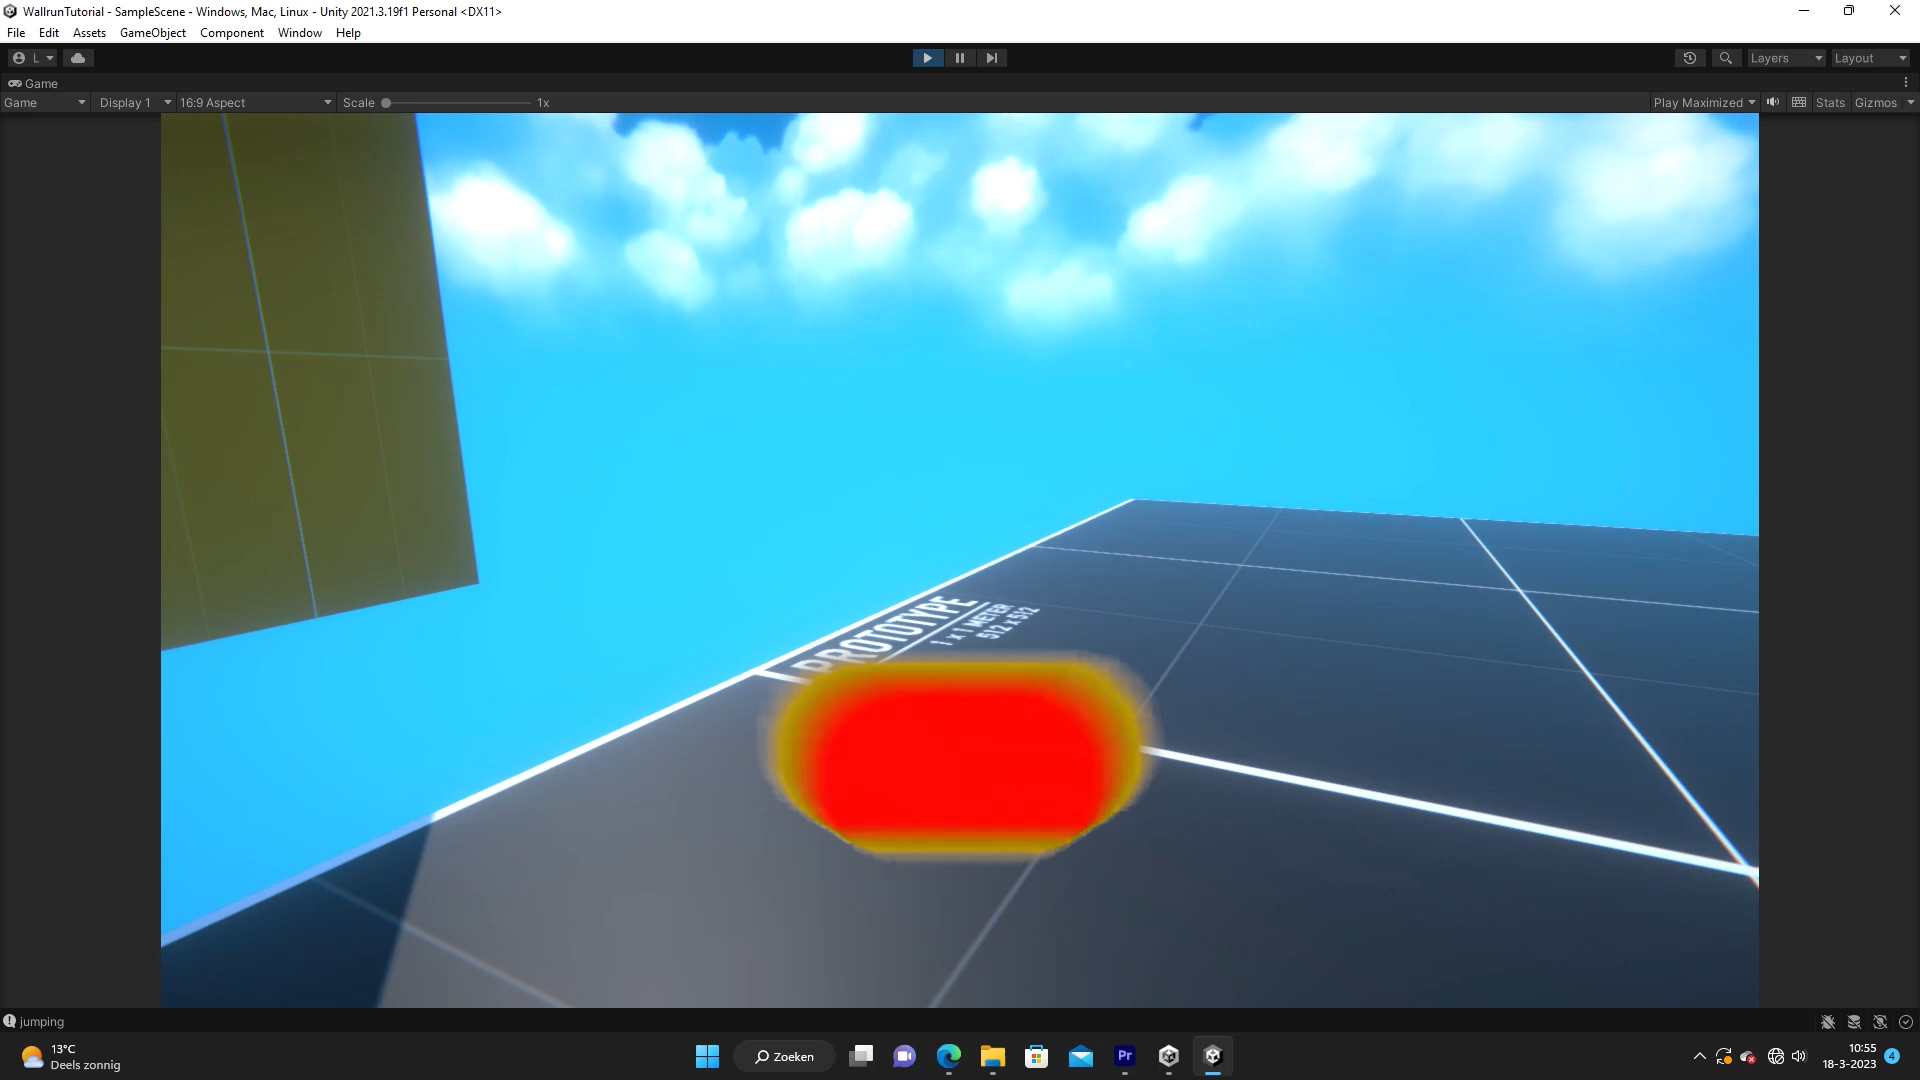 WallrunTutorial - SampleScene - Windows, Mac, Linux - Unity 2021.3.19f1 Personal <DX11>
File Edit Assets GameObject Component Window Help
L Layers Layout
Game
Game Display 1 16:9 Aspect Scale 1x Play Maximized Stats Gizmos
PROTOTYPE
1 x 1 METER
512 x 512
jumping
13°C
Deels zonnig
Zoeken
Pr
10:55
18-3-2023
4